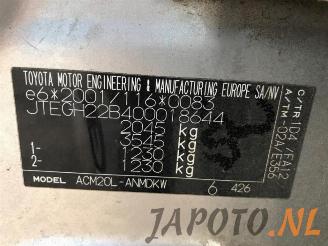 TOYOTA MOTOR ENGINEERING & MANUFACTURING EUROPE SA/NV
e6*2001/116*0083
JTEGH22B400018644
2045 kg
3545 kg
1- 1230 kg
2- 1230 kg
MODEL ACM20L-ANMDKW
6 426
C/TR 1D4 /FA12
A/TM -02A/E356
JAPOTO.NL